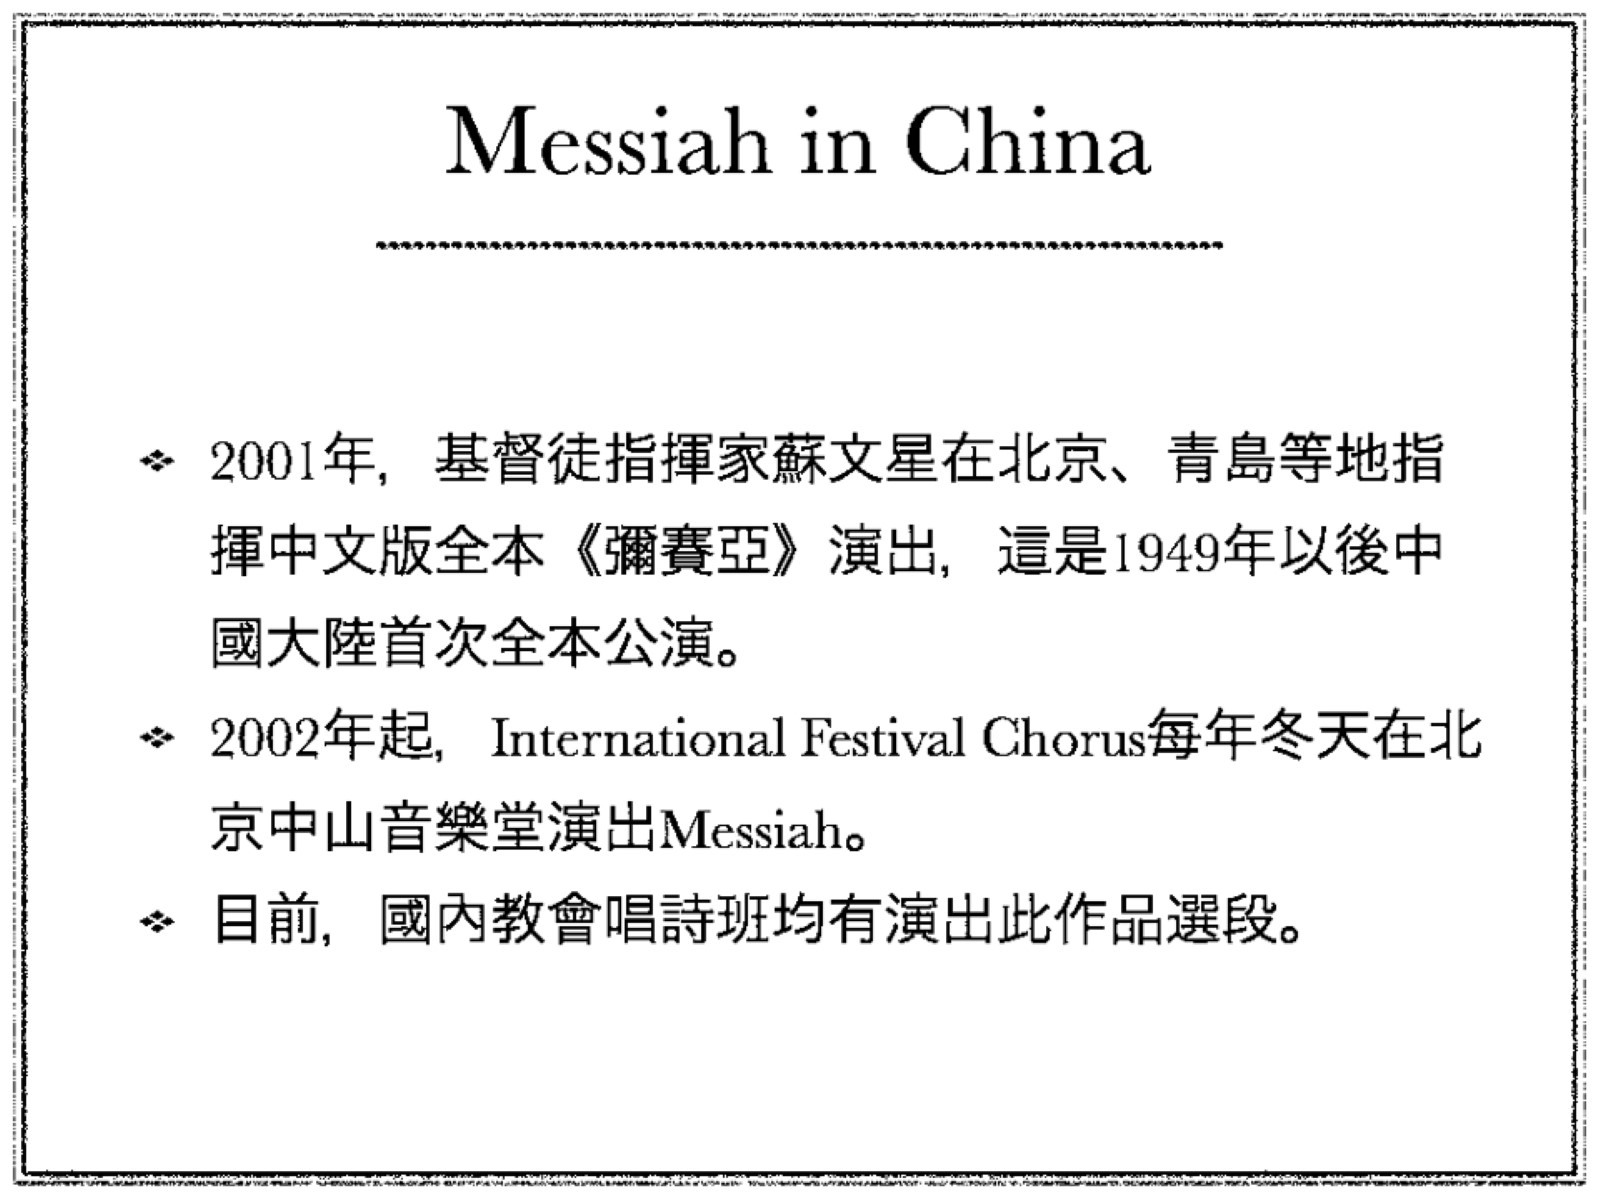 Messiah in China
2001年，基督徒指揮家蘇文星在北京、青島等地指
揮中文版全本《彌賽亞》演出，這是1949年以後中
國大陸首次全本公演。
2002年起，International Festival Chorus每年冬天在北
京中山音樂堂演出Messiah。
目前，國內教會唱詩班均有演出此作品選段。